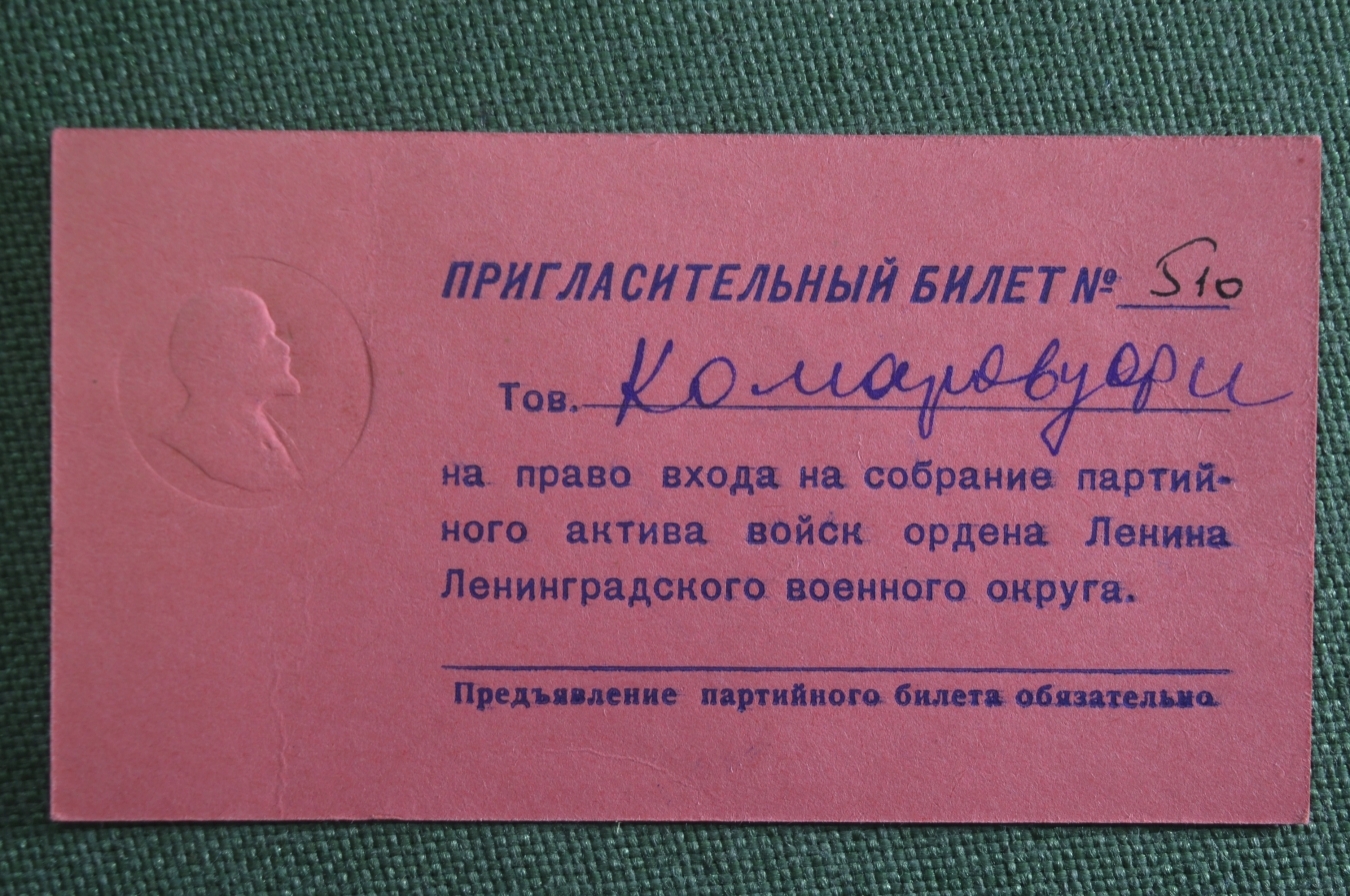 ПРИГЛАСИТЕЛЬНЫЙ БИЛЕТ № 510
Тов. Комаровуори
на право входа на собрание партий-
ного актива войск ордена Ленина
Ленинградского военного округа.
Предъявление партийного билета обязательно